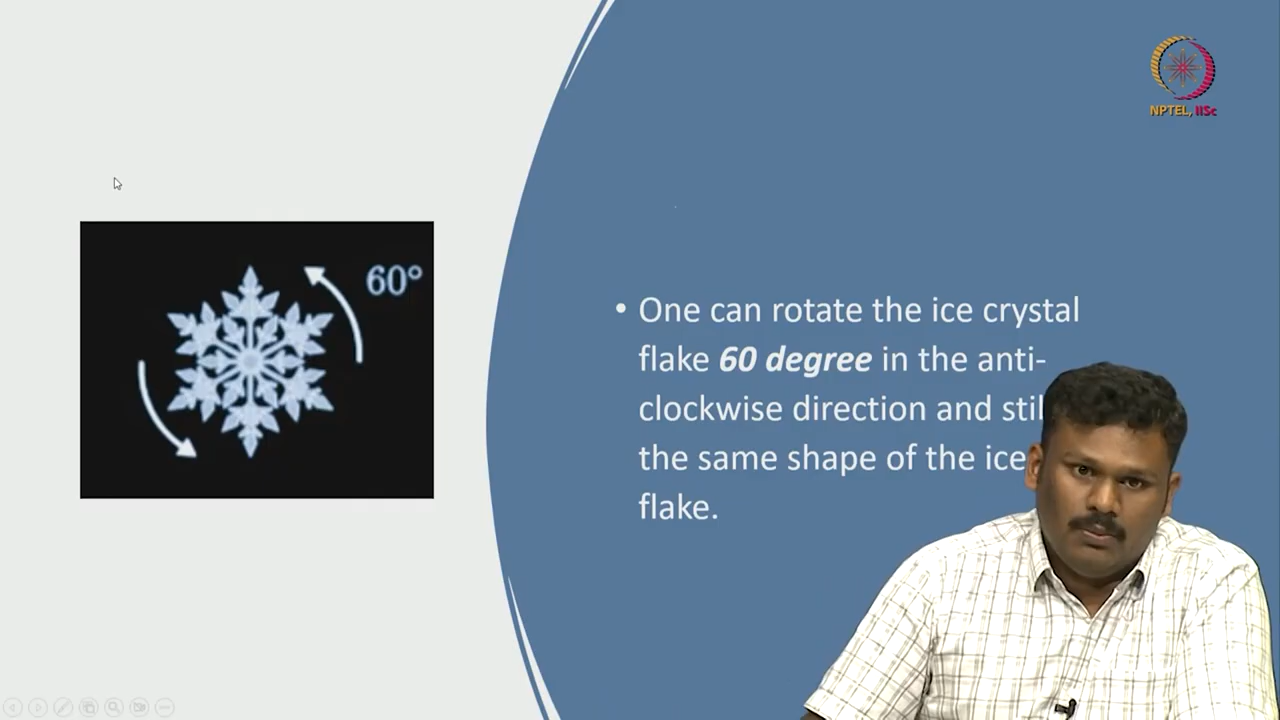 NPTEL, IISc
60°
• One can rotate the ice crystal
flake 60 degree in the anti-
clockwise direction and stil
the same shape of the ice
flake.